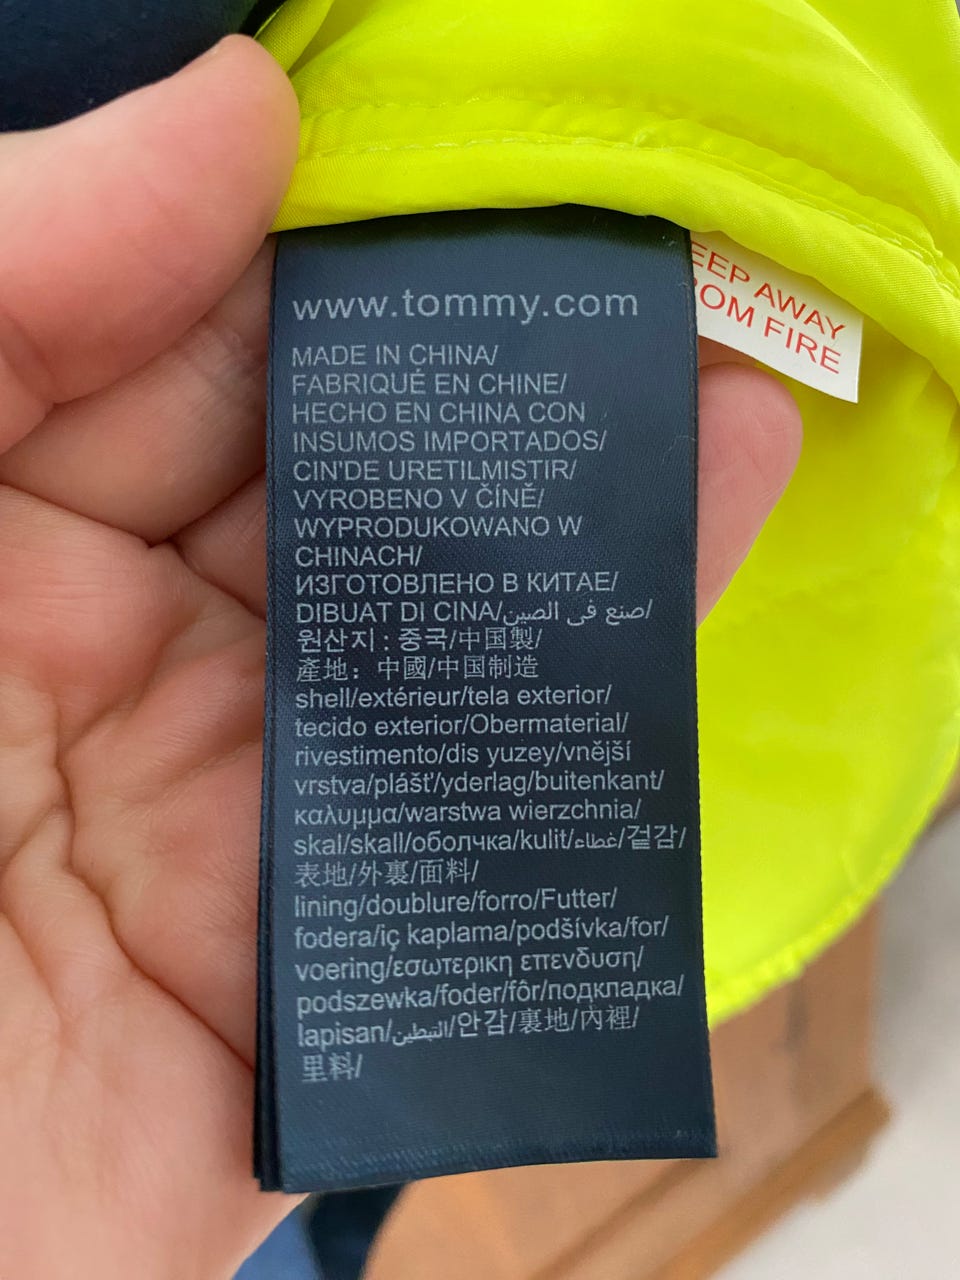 www.tommy.com
MADE IN CHINA/
FABRIQUÉ EN CHINE/
HECHO EN CHINA CON
INSUMOS IMPORTADOS/
CIN'DE URETILMISTIR/
VYROBENO V ČÍNĚ/
WYPRODUKOWANO W
CHINACH/
ИЗГОТОВЛЕНО В КИТАЕ/
DIBUAT DI CINA/صنع في الصين/
원산지 : 중국/中国製/
產地：中國/中国制造
shell/extérieur/tela exterior/
tecido exterior/Obermaterial/
rivestimento/dis yuzey/vnější
vrstva/plášť/yderlag/buitenkant/
καλυμμα/warstwa wierzchnia/
skal/skall/оболчка/kulit/غطاء/겉감/
表地/外裏/面料/
lining/doublure/forro/Futter/
fodera/iç kaplama/podšívka/for/
voering/εσωτερικη επενδυση/
podszewka/foder/fôr/подкладка/
lapisan/التبطين/안감/裏地/內裡/
里料/
EEP AWAY
ROM FIRE